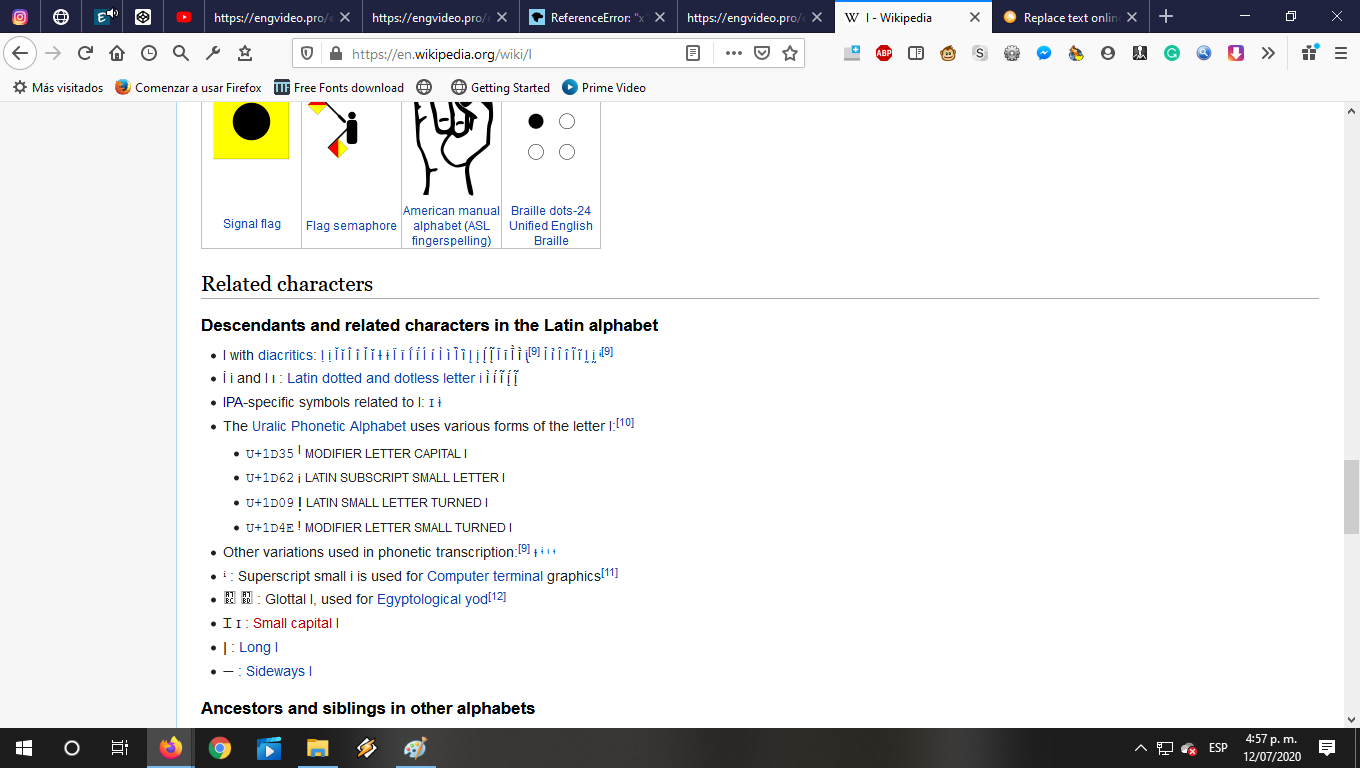 https://engvideo.pro/e
https://engvideo.pro/
ReferenceError: "x"
https://engvideo.pro/e
I - Wikipedia
Replace text onlin
https://en.wikipedia.org/wiki/I
Más visitados
Comenzar a usar Firefox
Free Fonts download
Getting Started
Prime Video
Signal flag
Flag semaphore
American manual
alphabet (ASL
fingerspelling)
Braille dots-24
Unified English
Braille
Related characters
Descendants and related characters in the Latin alphabet
I with diacritics:
[9]
[9]
İ i and I ı : Latin dotted and dotless letter i
IPA-specific symbols related to I: ɪ ɨ
The Uralic Phonetic Alphabet uses various forms of the letter I:[10]
U+1D35 ᴵ MODIFIER LETTER CAPITAL I
U+1D62 ᵢ LATIN SUBSCRIPT SMALL LETTER I
U+1D09 ᴉ LATIN SMALL LETTER TURNED I
U+1D4E ᵎ MODIFIER LETTER SMALL TURNED I
Other variations used in phonetic transcription:[9]
ⁱ : Superscript small i is used for Computer terminal graphics[11]
Ꞽ ꞽ : Glottal I, used for Egyptological yod[12]
Ɪ ɪ : Small capital I
ꟾ : Long I
: Sideways I
Ancestors and siblings in other alphabets
ABP
ESP
4:57 p. m.
12/07/2020